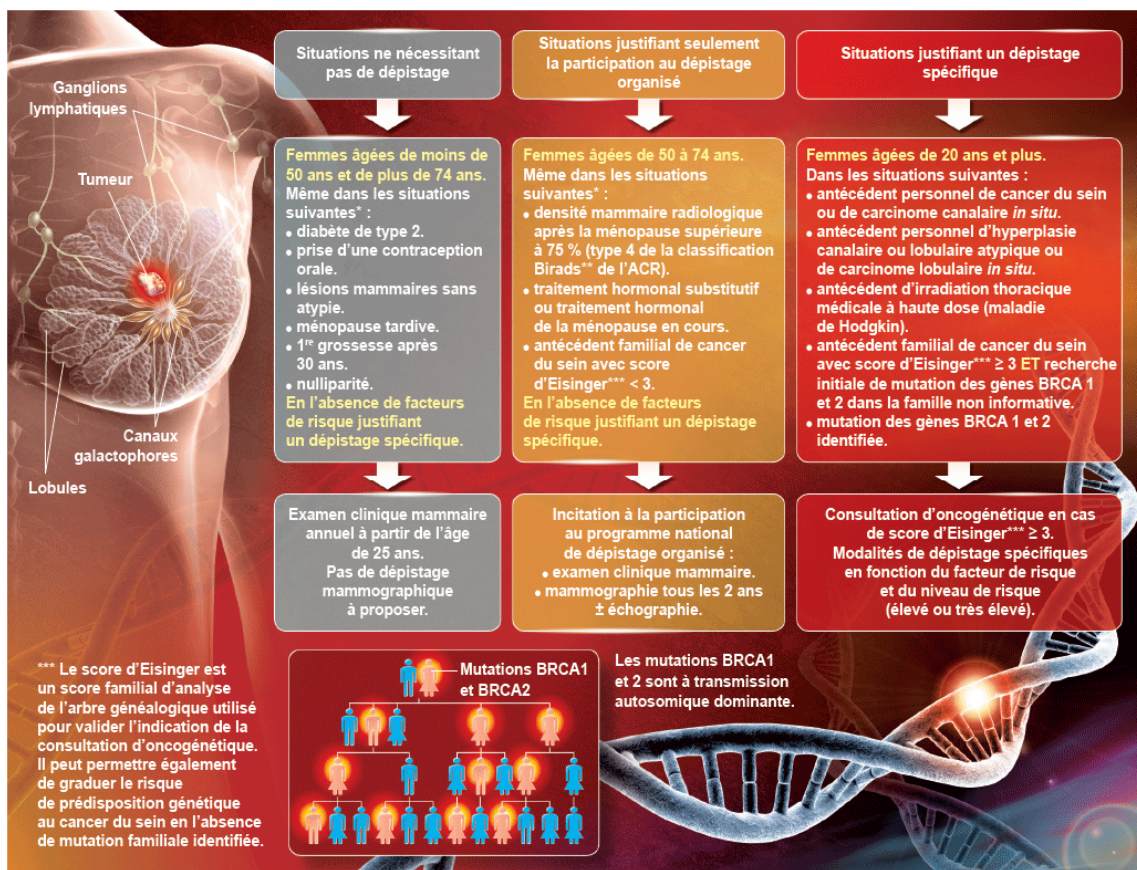 Ganglions
lymphatiques
Tumeur
Canaux
galactophores
Lobules
Situations ne nécessitant
pas de dépistage
Femmes âgées de moins de
50 ans et de plus de 74 ans.
Même dans les situations
suivantes* :
• diabète de type 2.
• prise d'une contraception
orale.
• lésions mammaires sans
atypie.
• ménopause tardive.
• 1re grossesse après
30 ans.
• nulliparité.
En l'absence de facteurs
de risque justifiant
un dépistage spécifique.
Examen clinique mammaire
annuel à partir de l'âge
de 25 ans.
Pas de dépistage
mammographique
à proposer.
Situations justifiant seulement
la participation au dépistage
organisé
Femmes âgées de 50 à 74 ans.
Même dans les situations
suivantes* :
• densité mammaire radiologique
après la ménopause supérieure
à 75 % (type 4 de la classification
Birads** de l'ACR).
• traitement hormonal substitutif
ou traitement hormonal
de la ménopause en cours.
• antécédent familial de cancer
du sein avec score
d'Eisinger*** < 3.
En l'absence de facteurs
de risque justifiant un dépistage
spécifique.
Incitation à la participation
au programme national
de dépistage organisé :
• examen clinique mammaire.
• mammographie tous les 2 ans
± échographie.
Situations justifiant un dépistage
spécifique
Femmes âgées de 20 ans et plus.
Dans les situations suivantes :
• antécédent personnel de cancer du sein
ou de carcinome canalaire in situ.
• antécédent personnel d'hyperplasie
canalaire ou lobulaire atypique ou
de carcinome lobulaire in situ.
• antécédent d'irradiation thoracique
médicale à haute dose (maladie
de Hodgkin).
• antécédent familial de cancer du sein
avec score d'Eisinger*** ≥ 3 ET recherche
initiale de mutation des gènes BRCA 1
et 2 dans la famille non informative.
• mutation des gènes BRCA 1 et 2
identifiée.
Consultation d'oncogénétique en cas
de score d'Eisinger*** ≥ 3.
Modalités de dépistage spécifiques
en fonction du facteur de risque
et du niveau de risque
(élevé ou très élevé).
*** Le score d'Eisinger est
un score familial d'analyse
de l'arbre généalogique utilisé
pour valider l'indication de la
consultation d'oncogénétique.
Il peut permettre également
de graduer le risque
de prédisposition génétique
au cancer du sein en l'absence
de mutation familiale identifiée.
Mutations BRCA1
et BRCA2
Les mutations BRCA1
et 2 sont à transmission
autosomique dominante.